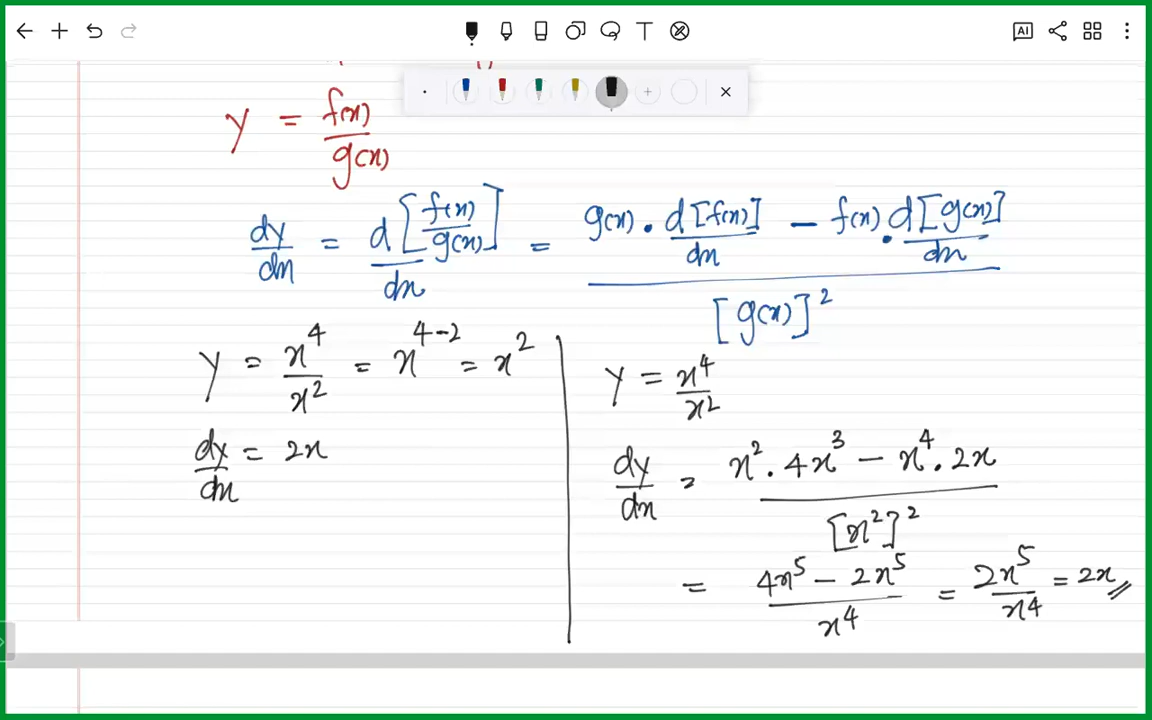 AI
T
y = f(x)/g(x)
dy/dx = d[f(x)/g(x)]/dx = (g(x) . d[f(x)]/dx − f(x) . d[g(x)]/dx) / [g(x)]²
y = x⁴/x² = x⁴⁻² = x²
dy/dx = 2x
y = x⁴/x²
dy/dx = (x² . 4x³ − x⁴ . 2x) / [x²]²
= (4x⁵ − 2x⁵)/x⁴ = 2x⁵/x⁴ = 2x